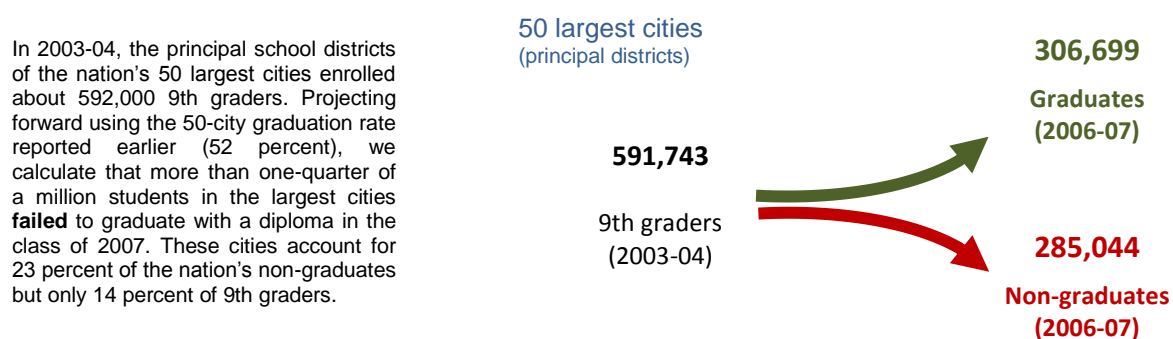 In 2003-04, the principal school districts
of the nation’s 50 largest cities enrolled
about 592,000 9th graders. Projecting
forward using the 50-city graduation rate
reported earlier (52 percent), we
calculate that more than one-quarter of
a million students in the largest cities
failed to graduate with a diploma in the
class of 2007. These cities account for
23 percent of the nation’s non-graduates
but only 14 percent of 9th graders.
50 largest cities
(principal districts)
591,743
9th graders
(2003-04)
306,699
Graduates
(2006-07)
285,044
Non-graduates
(2006-07)